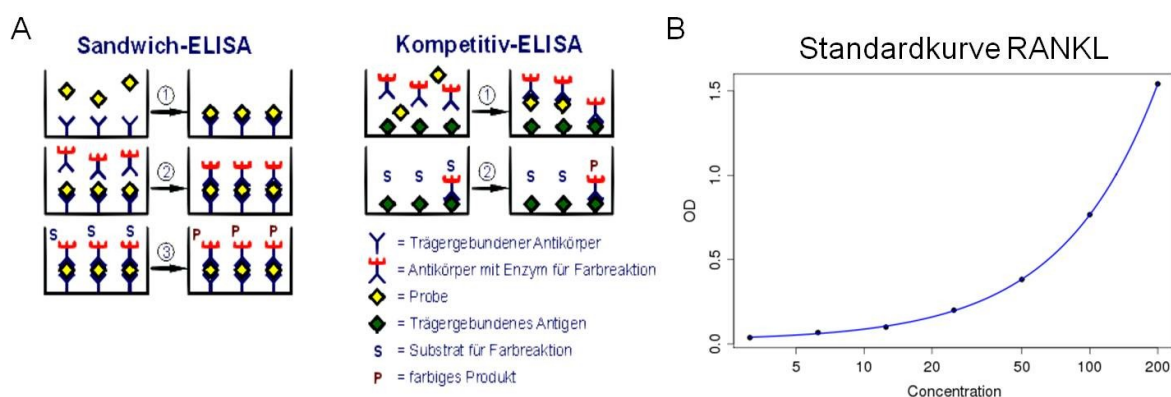 A
Sandwich-ELISA
①
②
③
S S S
P P P
Kompetitiv-ELISA
①
S S S
②
S S P
= Trägergebundener Antikörper
= Antikörper mit Enzym für Farbreaktion
= Probe
= Trägergebundenes Antigen
S = Substrat für Farbreaktion
P = farbiges Produkt
B
Standardkurve RANKL
OD
1.5
1.0
0.5
0.0
5 10 20 50 100 200
Concentration